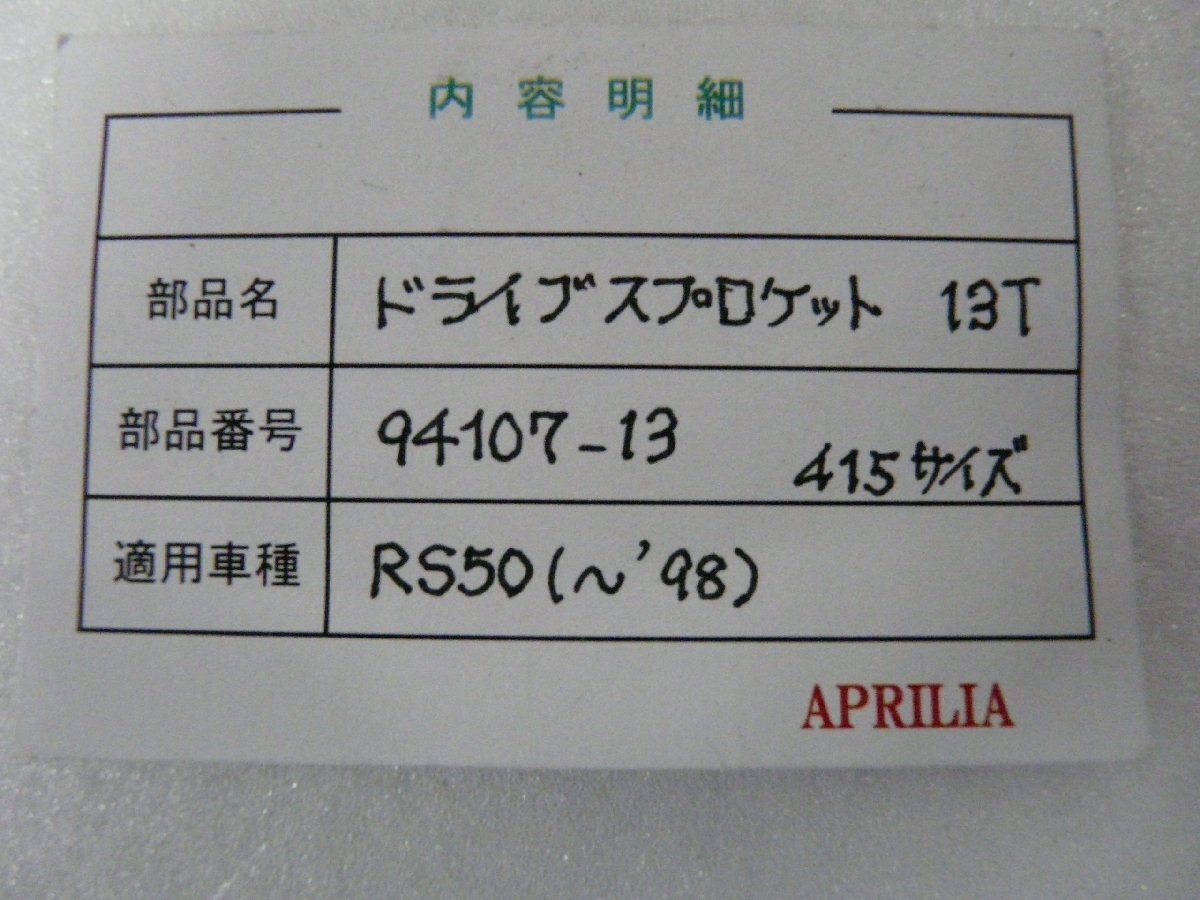 内容明細
部品名 ドライブスプロケット 13T
部品番号 94107-13 415サイズ
適用車種 RS50(~'98)
APRILIA